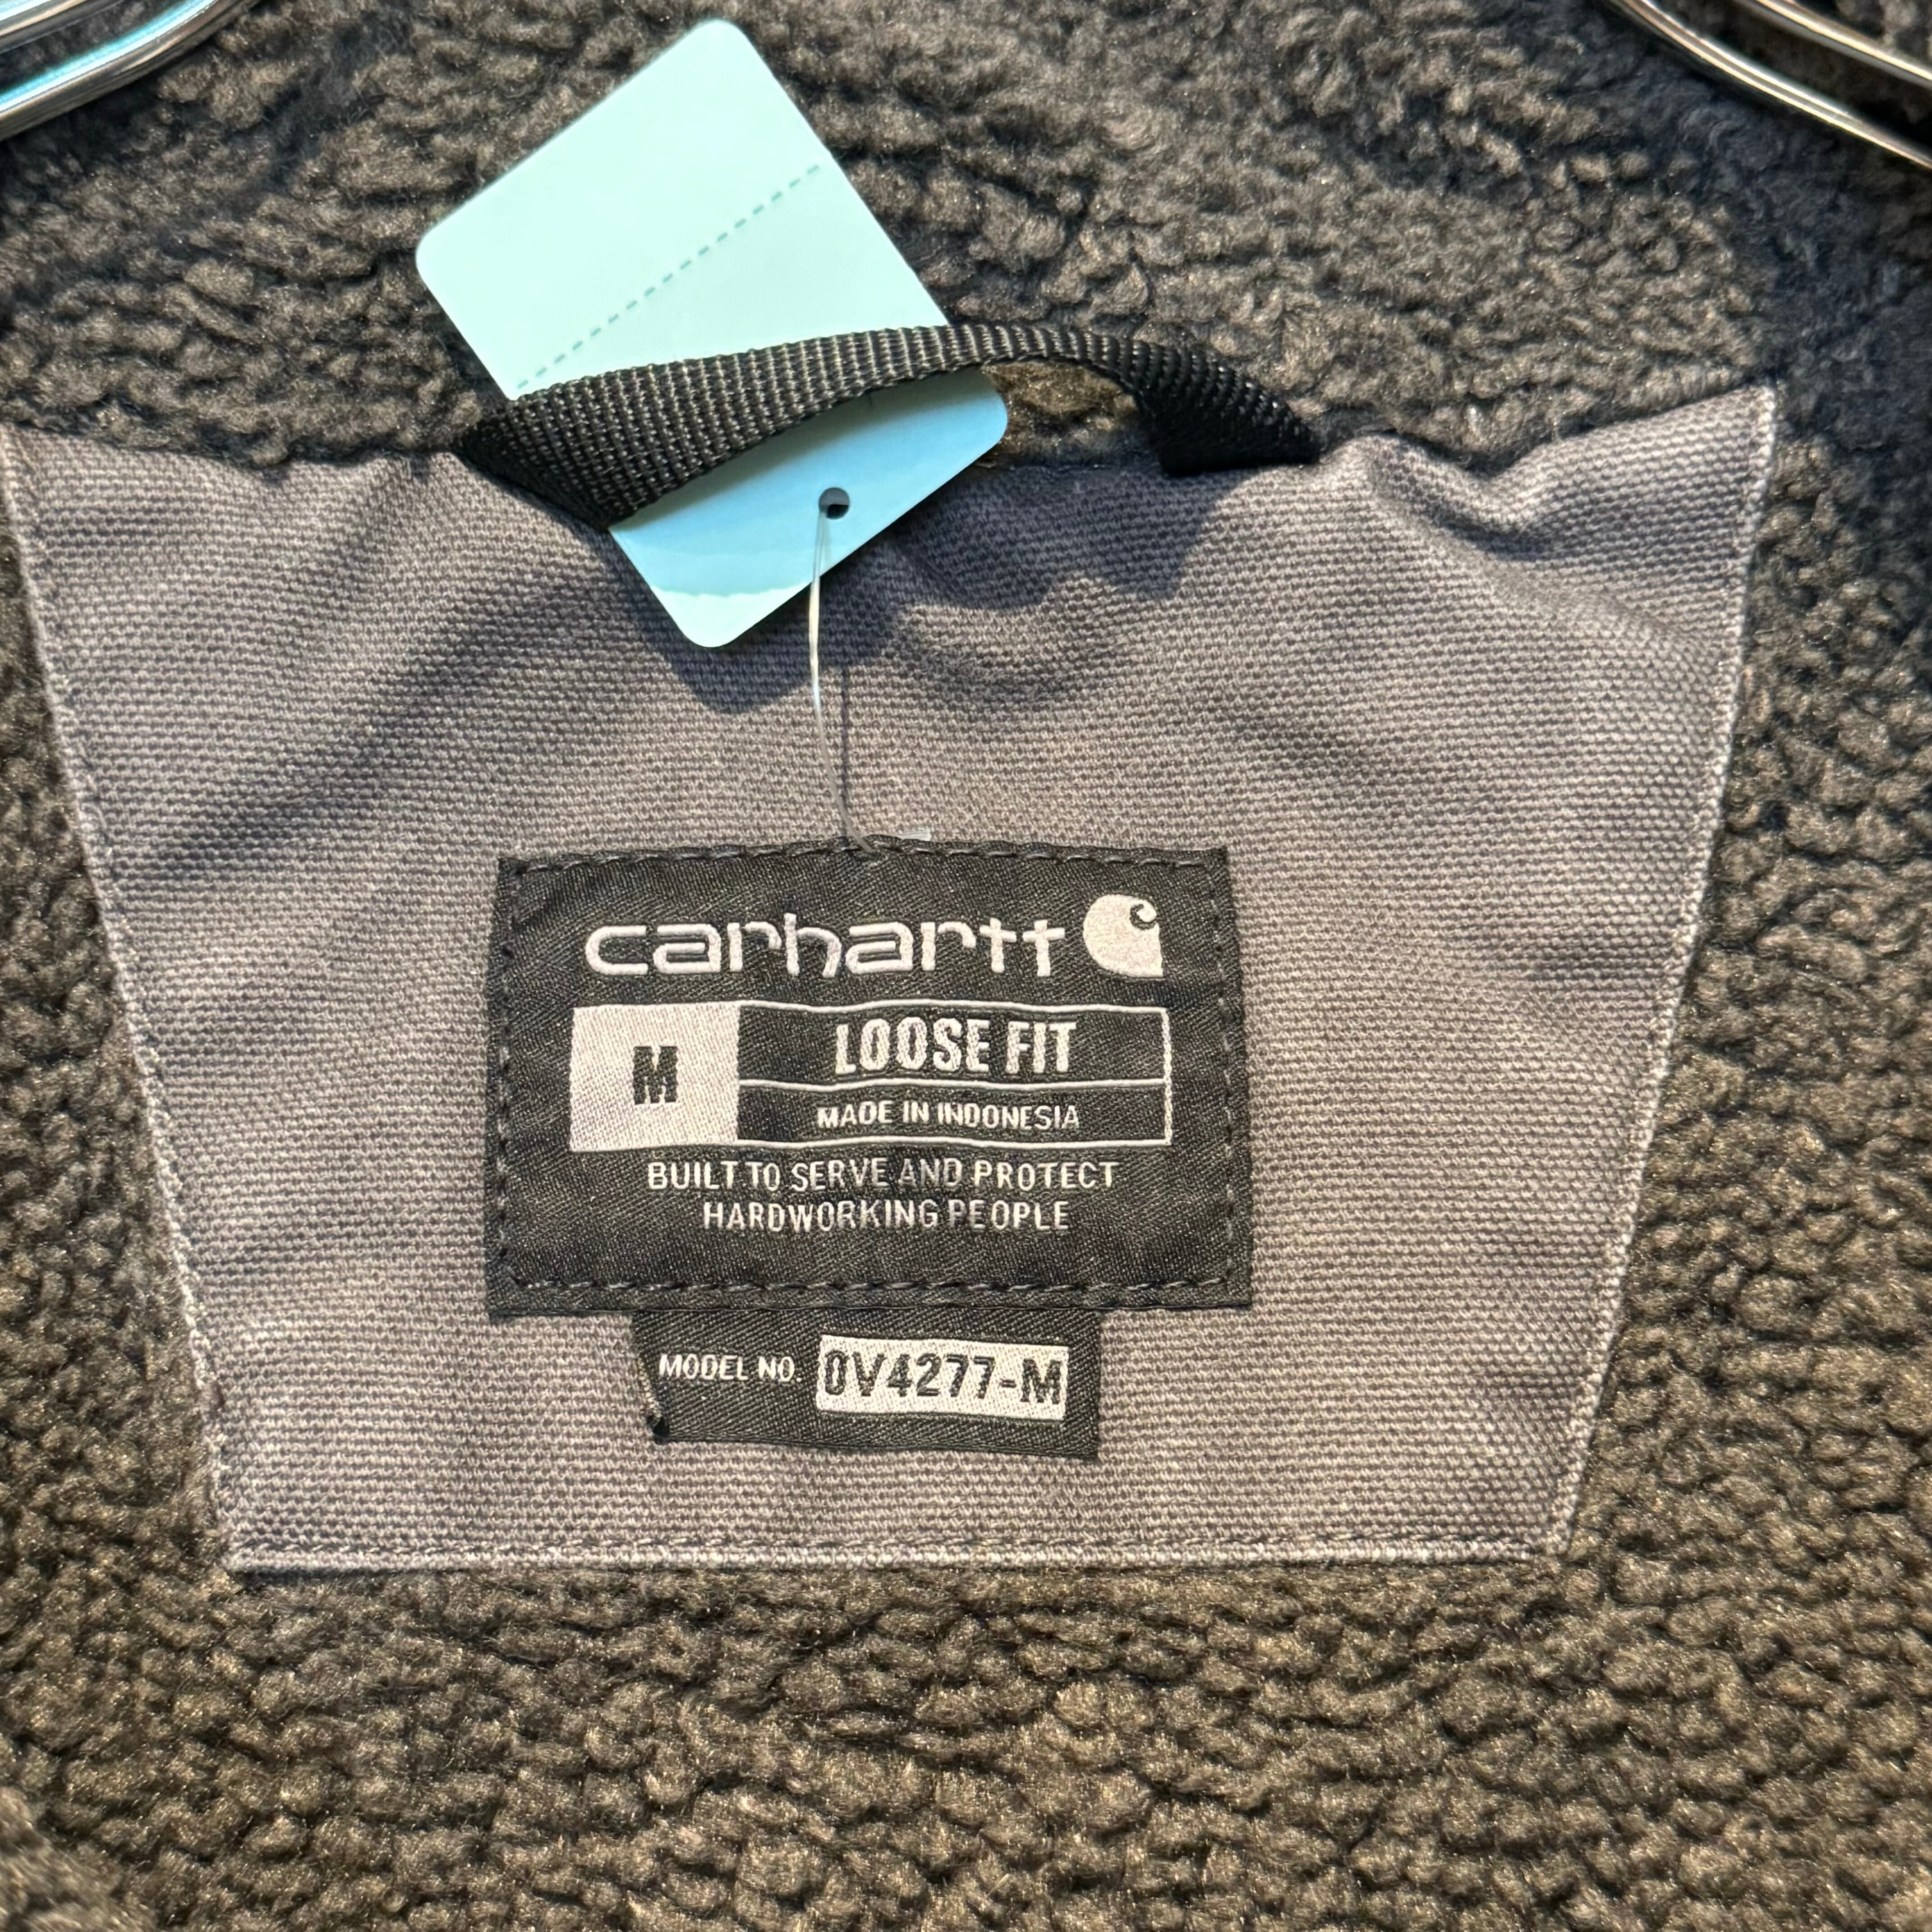 carhartt
M
LOOSE FIT
MADE IN INDONESIA
BUILT TO SERVE AND PROTECT
HARDWORKING PEOPLE
MODEL NO. 0V4277-M